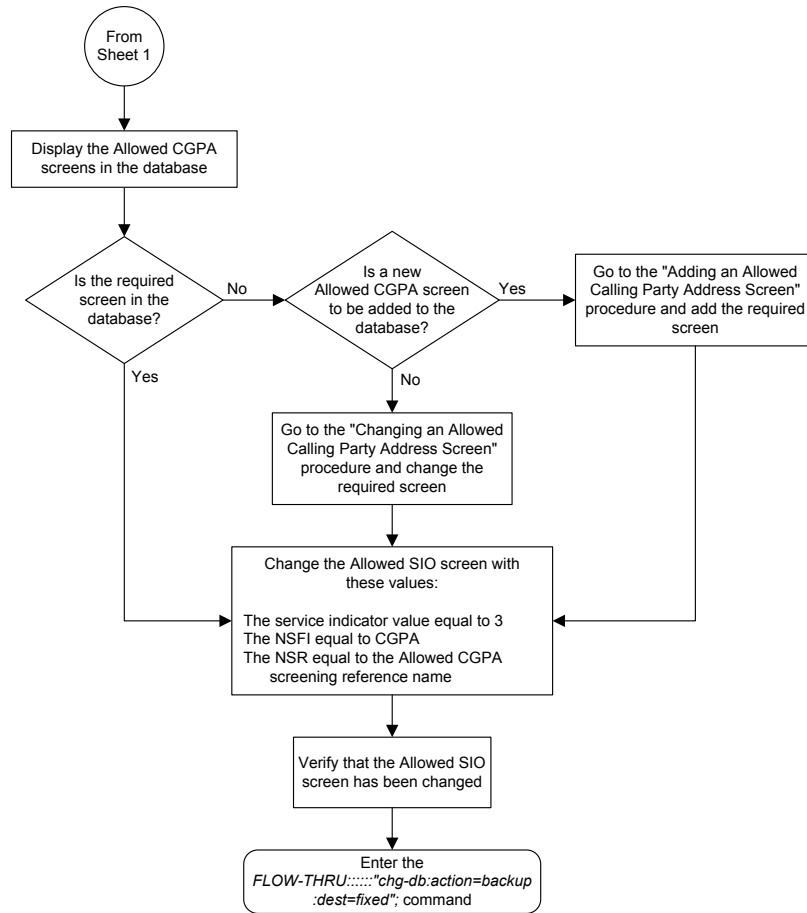 From
Sheet 1
Display the Allowed CGPA
screens in the database
Is the required
screen in the
database?
No
Is a new
Allowed CGPA screen
to be added to the
database?
Yes
Go to the "Adding an Allowed
Calling Party Address Screen"
procedure and add the required
screen
Yes
No
Go to the "Changing an Allowed
Calling Party Address Screen"
procedure and change the
required screen
Change the Allowed SIO screen with
these values:
The service indicator value equal to 3
The NSFI equal to CGPA
The NSR equal to the Allowed CGPA
screening reference name
Verify that the Allowed SIO
screen has been changed
Enter the
FLOW-THRU::::::"chg-db:action=backup
:dest=fixed"; command